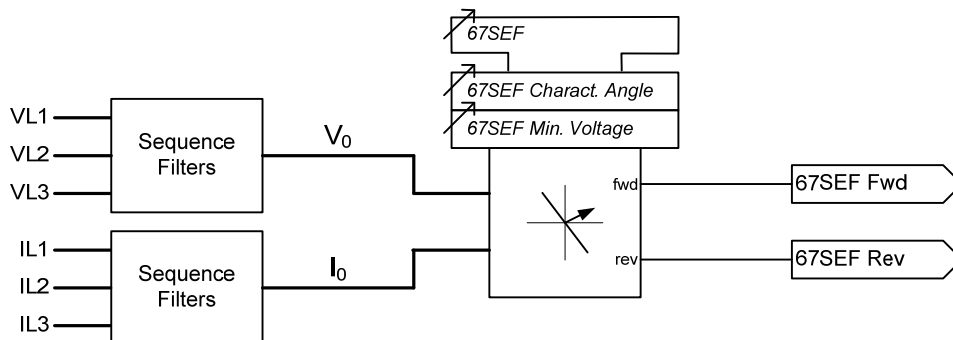 67SEF
67SEF Charact. Angle
67SEF Min. Voltage
VL1
VL2
VL3
Sequence
Filters
V0
fwd
67SEF Fwd
IL1
IL2
IL3
Sequence
Filters
I0
rev
67SEF Rev